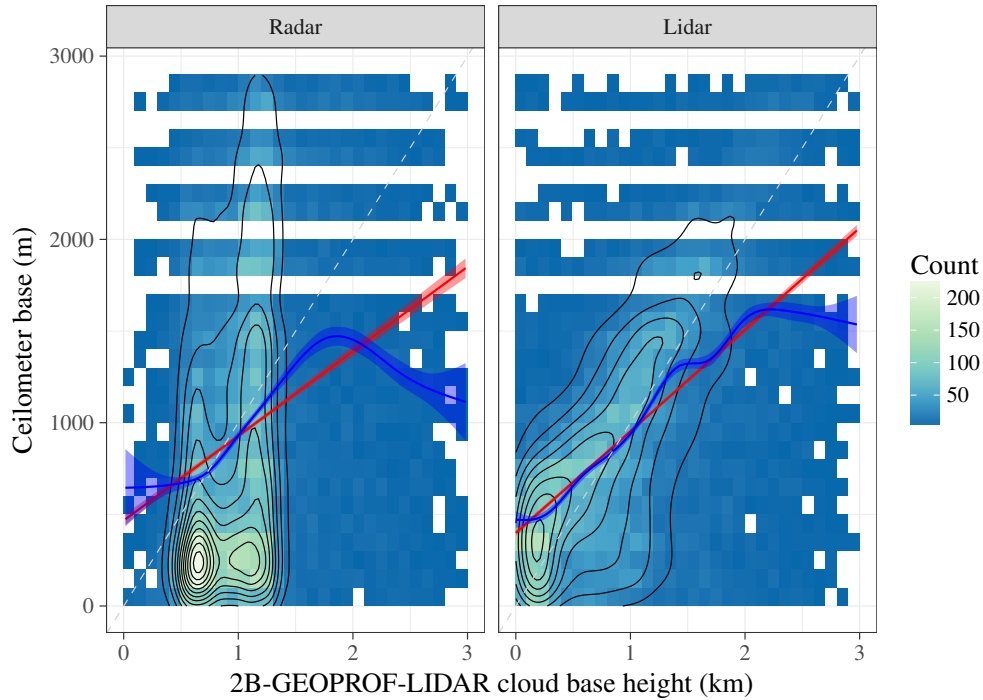 Radar Lidar
3000
2000
1000
0
Ceilometer base (m)
0 1 2 3 0 1 2 3
2B-GEOPROF-LIDAR cloud base height (km)
Count
200
150
100
50